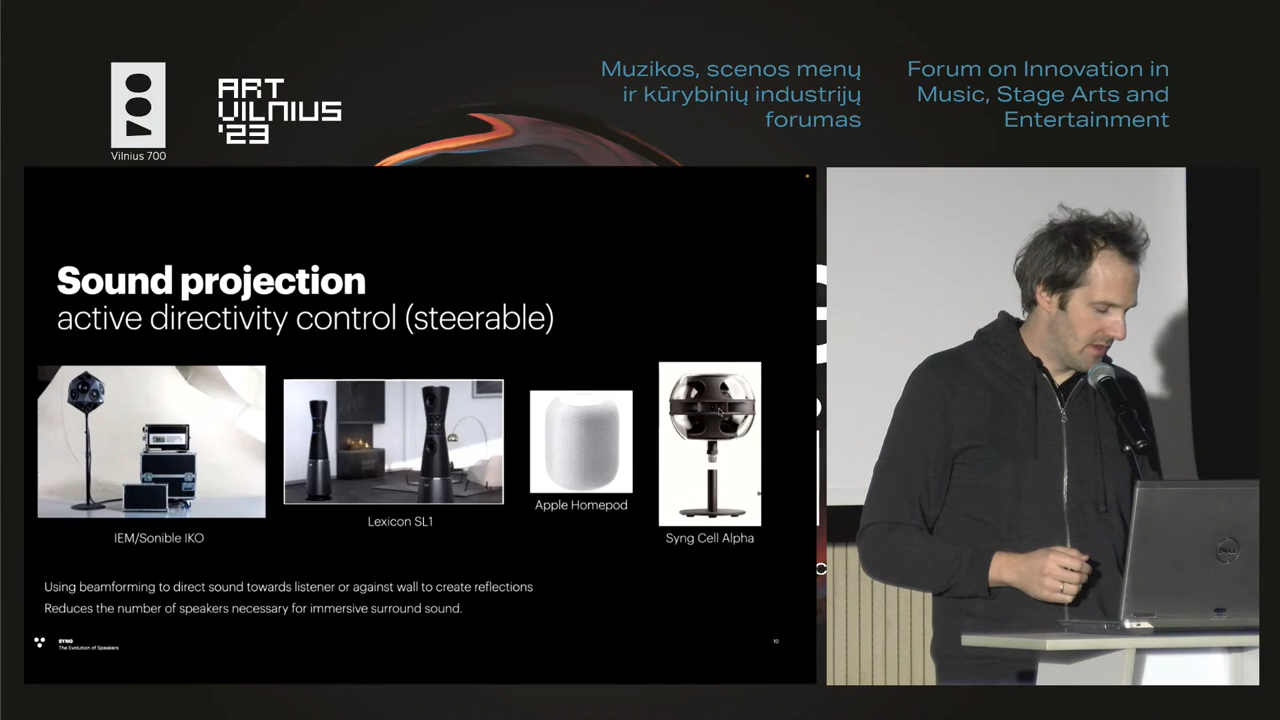 Vilnius 700
ART
VILNIUS
'23
Muzikos, scenos menų
ir kūrybinių industrijų
forumas
Forum on Innovation in
Music, Stage Arts and
Entertainment
Sound projection
active directivity control (steerable)
IEM/Sonible IKO
Lexicon SL1
Apple Homepod
Syng Cell Alpha
Using beamforming to direct sound towards listener or against wall to create reflections
Reduces the number of speakers necessary for immersive surround sound.
SYNG
The Evolution of Speakers
10
DELL